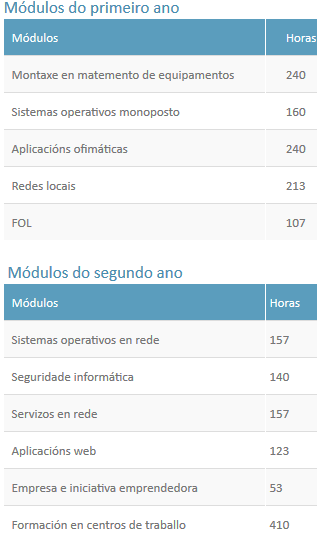 Módulos do primeiro ano
Módulos Horas
Montaxe en matemento de equipamentos 240
Sistemas operativos monoposto 160
Aplicacións ofimáticas 240
Redes locais 213
FOL 107
Módulos do segundo ano
Módulos Horas
Sistemas operativos en rede 157
Seguridade informática 140
Servizos en rede 157
Aplicacións web 123
Empresa e iniciativa emprendedora 53
Formación en centros de traballo 410